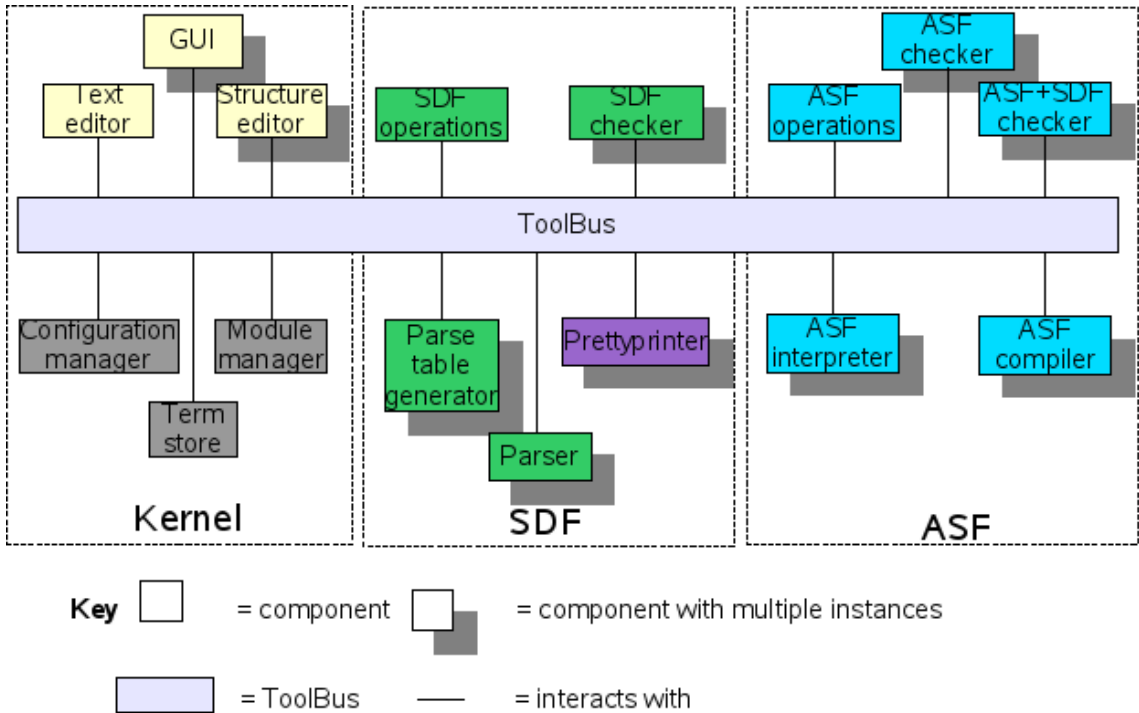 GUI
Text
editor
Structure
editor
SDF
operations
SDF
checker
ASF
checker
ASF
operations
ASF+SDF
checker
ToolBus
Configuration
manager
Module
manager
Term
store
Parse
table
generator
Prettyprinter
Parser
ASF
interpreter
ASF
compiler
Kernel
SDF
ASF
Key
= component
= component with multiple instances
= ToolBus
= interacts with